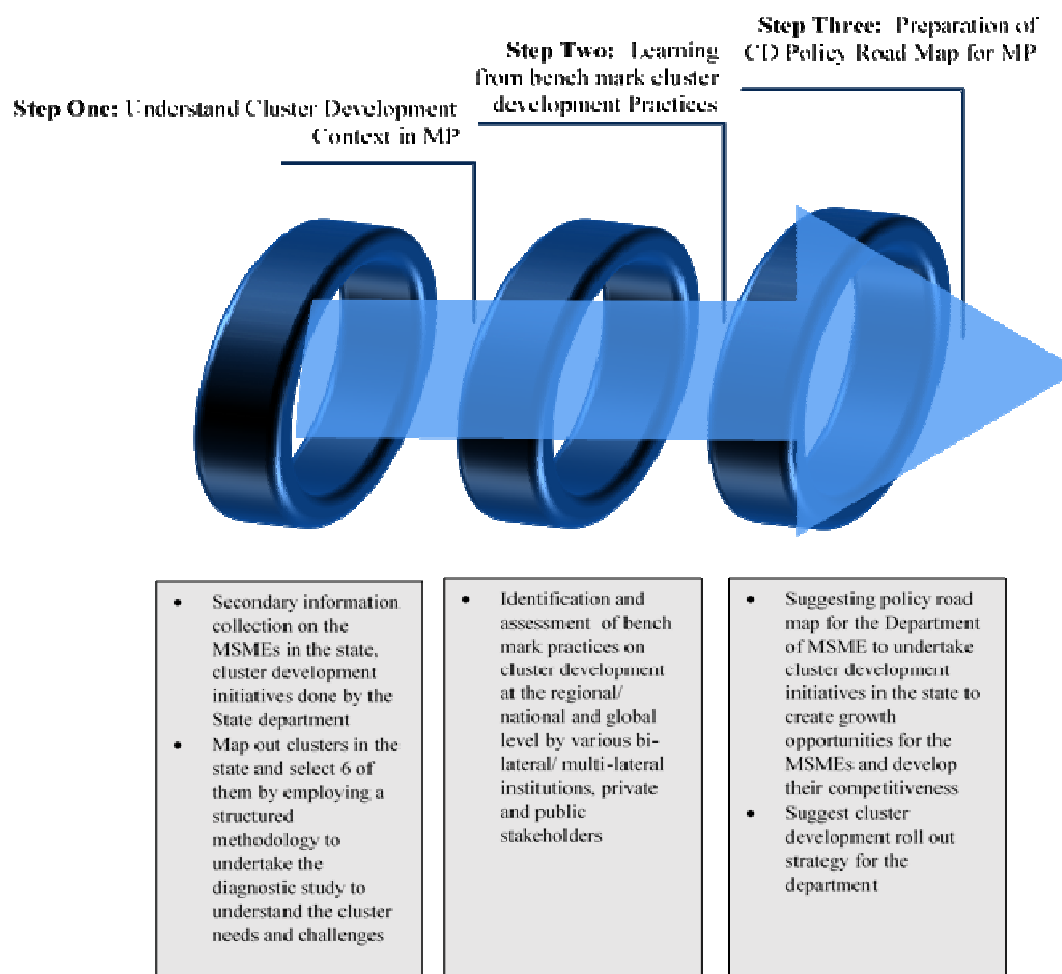 Step One: Understand Cluster Development
Context in MP
Step Two: Learning
from bench mark cluster
development Practices
Step Three: Preparation of
CD Policy Road Map for MP
• Secondary information
collection on the
MSMEs in the state,
cluster development
initiatives done by the
State department
• Map out clusters in the
state and select 6 of
them by employing a
structured
methodology to
undertake the
diagnostic study to
understand the cluster
needs and challenges
• Identification and
assessment of bench
mark practices on
cluster development
at the regional/
national and global
level by various bi-
lateral/ multi-lateral
institutions, private
and public
stakeholders
• Suggesting policy road
map for the Department
of MSME to undertake
cluster development
initiatives in the state to
create growth
opportunities for the
MSMEs and develop
their competitiveness
• Suggest cluster
development roll out
strategy for the
department